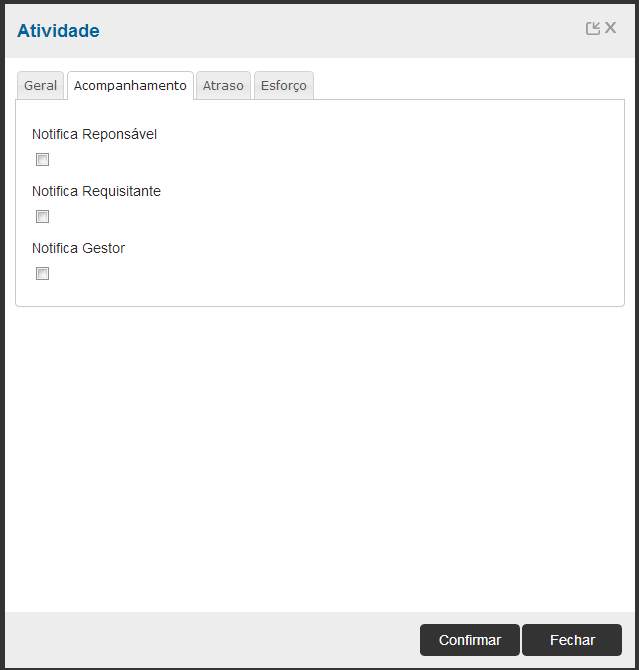 Atividade
Geral Acompanhamento Atraso Esforço
Notifica Reponsável
Notifica Requisitante
Notifica Gestor
Confirmar Fechar